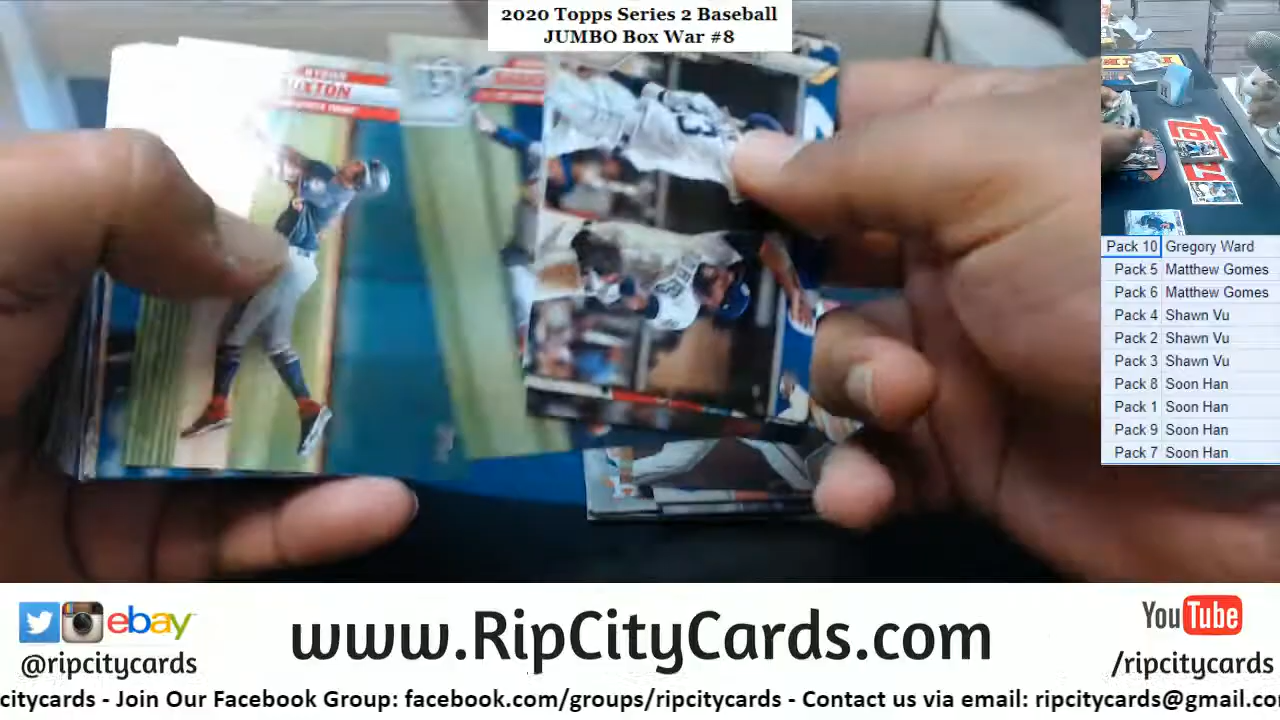 2020 Topps Series 2 Baseball
JUMBO Box War #8
Pack 10 Gregory Ward
Pack 5 Matthew Gomes
Pack 6 Matthew Gomes
Pack 4 Shawn Vu
Pack 2 Shawn Vu
Pack 3 Shawn Vu
Pack 8 Soon Han
Pack 1 Soon Han
Pack 9 Soon Han
Pack 7 Soon Han
ebay
@ripcitycards
www.RipCityCards.com
YouTube
/ripcitycards
citycards - Join Our Facebook Group: facebook.com/groups/ripcitycards - Contact us via email: ripcitycards@gmail.co